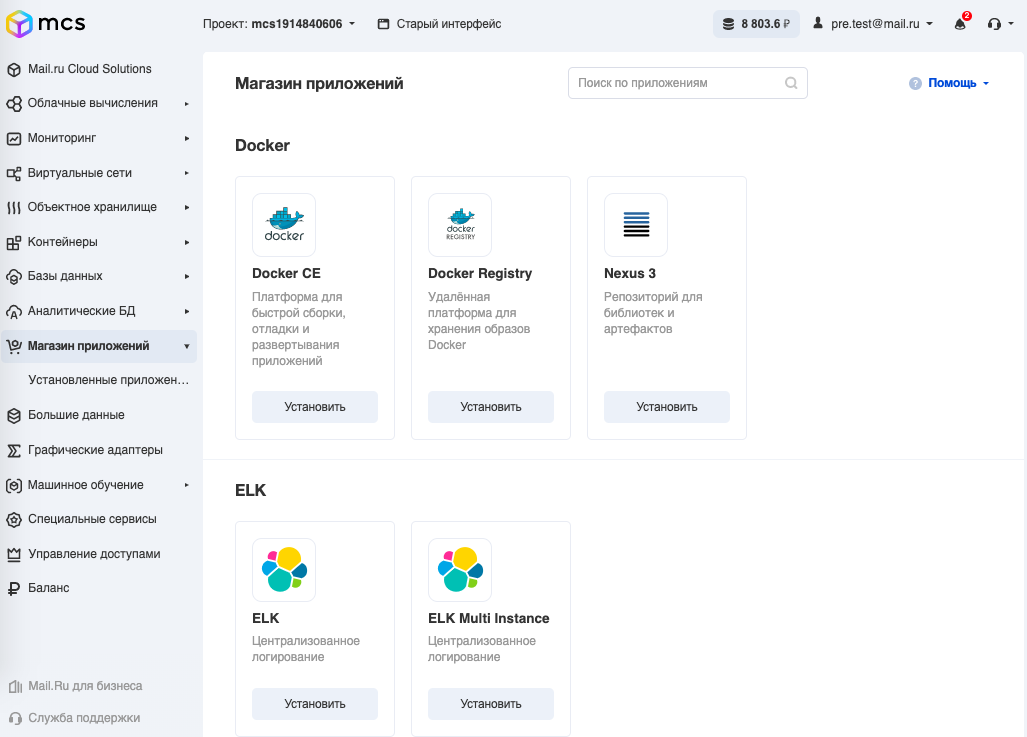 mcs
Проект: mcs1914840606
Старый интерфейс
8 803.6 ₽
pre.test@mail.ru
2
Mail.ru Cloud Solutions
Облачные вычисления
Мониторинг
Виртуальные сети
Объектное хранилище
Контейнеры
Базы данных
Аналитические БД
Магазин приложений
Установленные приложен...
Большие данные
Графические адаптеры
Машинное обучение
Специальные сервисы
Управление доступами
Баланс
Mail.Ru для бизнеса
Служба поддержки
Магазин приложений
Поиск по приложениям
? Помощь
Docker
docker
Docker CE
Платформа для
быстрой сборки,
отладки и
развертывания
приложений
Установить
docker
REGISTRY
Docker Registry
Удалённая
платформа для
хранения образов
Docker
Установить
Nexus 3
Репозиторий для
библиотек и
артефактов
Установить
ELK
ELK
Централизованное
логирование
Установить
ELK Multi Instance
Централизованное
логирование
Установить